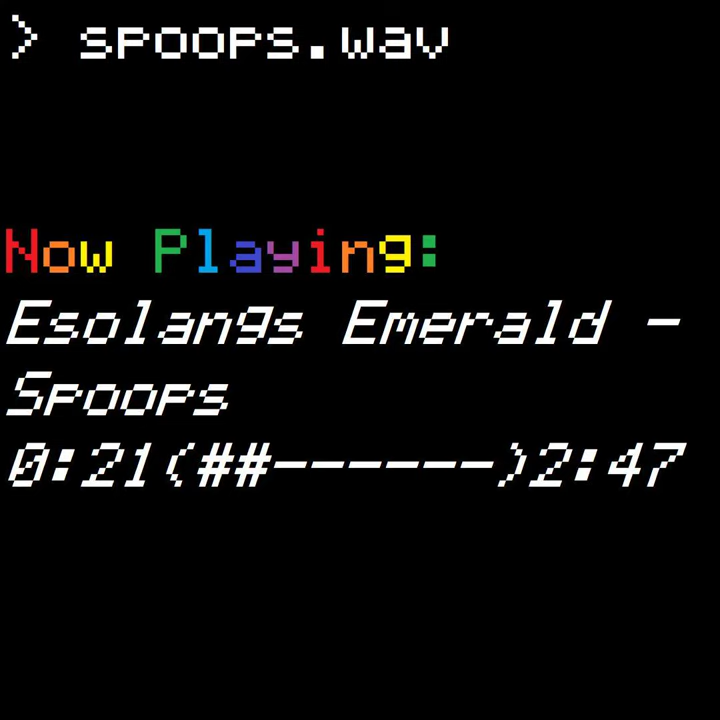 > spoops.wav
Now Playing:
Esolangs Emerald -
Spoops
0:21(##------)2:47